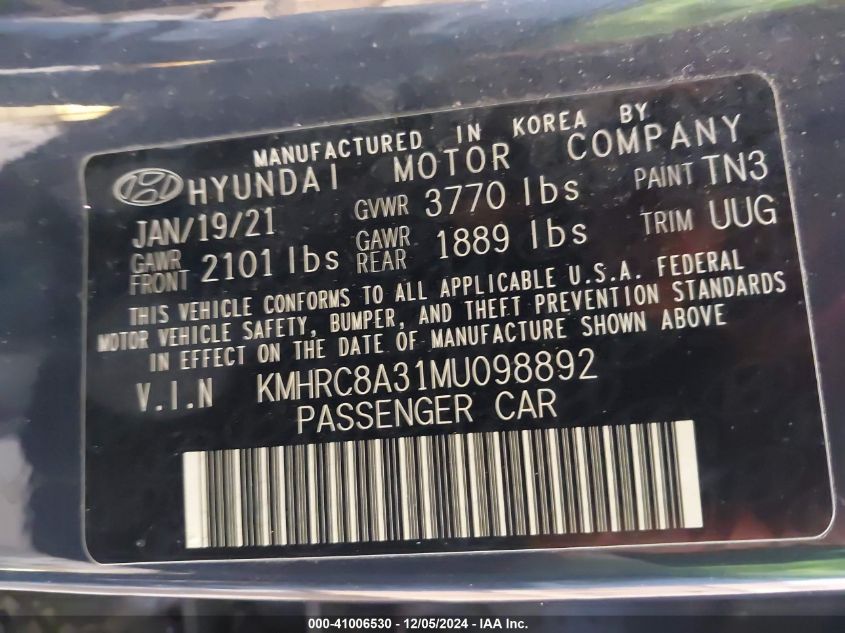 MANUFACTURED IN KOREA BY
HYUNDAI MOTOR COMPANY
JAN/19/21 GVWR 3770 lbs PAINT TN3
GAWR FRONT 2101 lbs GAWR REAR 1889 lbs TRIM UUG
THIS VEHICLE CONFORMS TO ALL APPLICABLE U.S.A. FEDERAL
MOTOR VEHICLE SAFETY, BUMPER, AND THEFT PREVENTION STANDARDS
IN EFFECT ON THE DATE OF MANUFACTURE SHOWN ABOVE
V.I.N KMHRC8A31MU098892
PASSENGER CAR
000-41006530 - 12/05/2024 - IAA Inc.